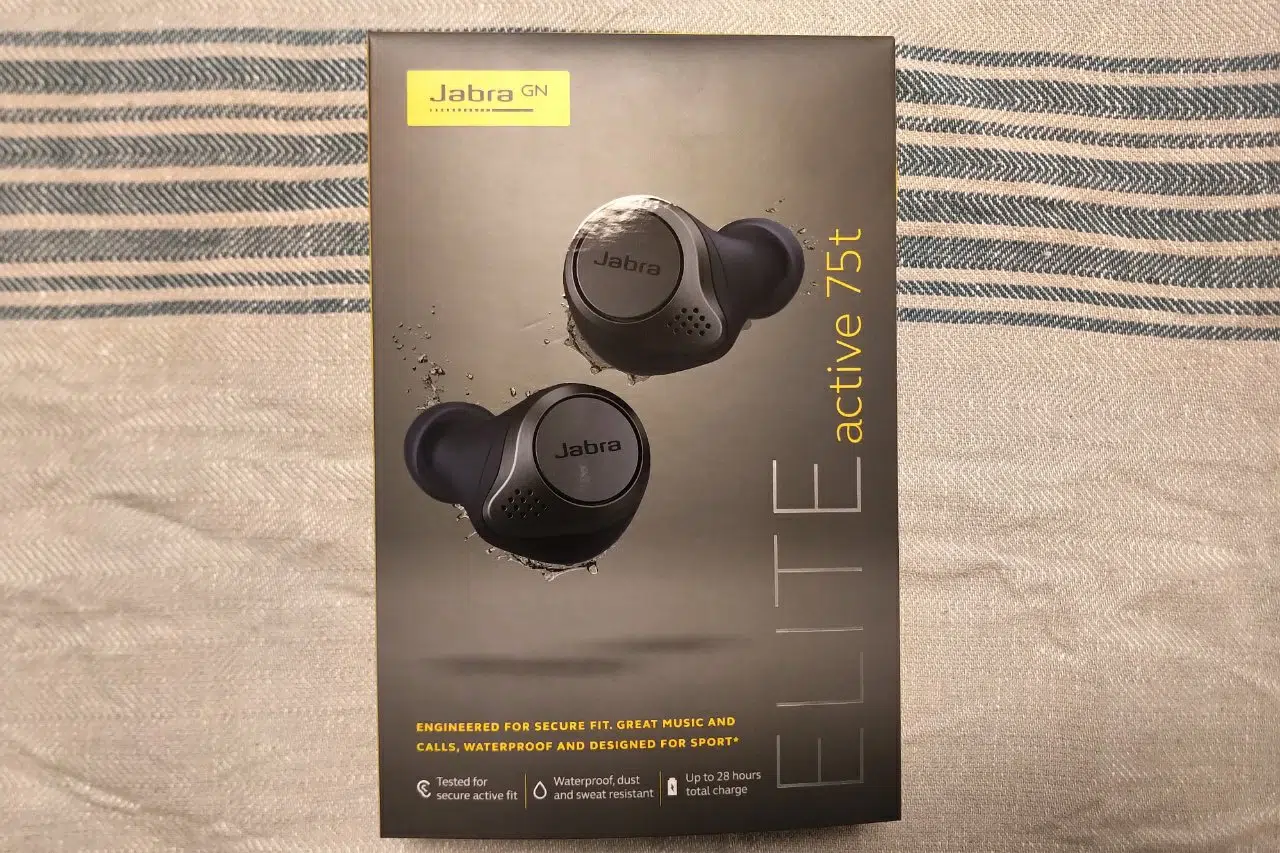 Jabra GN
Jabra
Jabra
ELITE active 75t
ENGINEERED FOR SECURE FIT. GREAT MUSIC AND
CALLS, WATERPROOF AND DESIGNED FOR SPORT*
Tested for
secure active fit
Waterproof, dust
and sweat resistant
Up to 28 hours
total charge